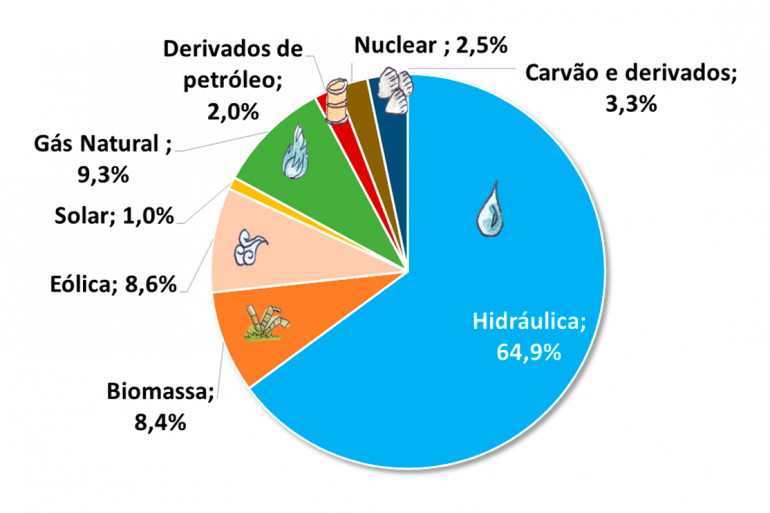 Derivados de
petróleo;
2,0%
Nuclear ; 2,5%
Carvão e derivados;
3,3%
Gás Natural ;
9,3%
Solar; 1,0%
Eólica; 8,6%
Biomassa;
8,4%
Hidráulica;
64,9%